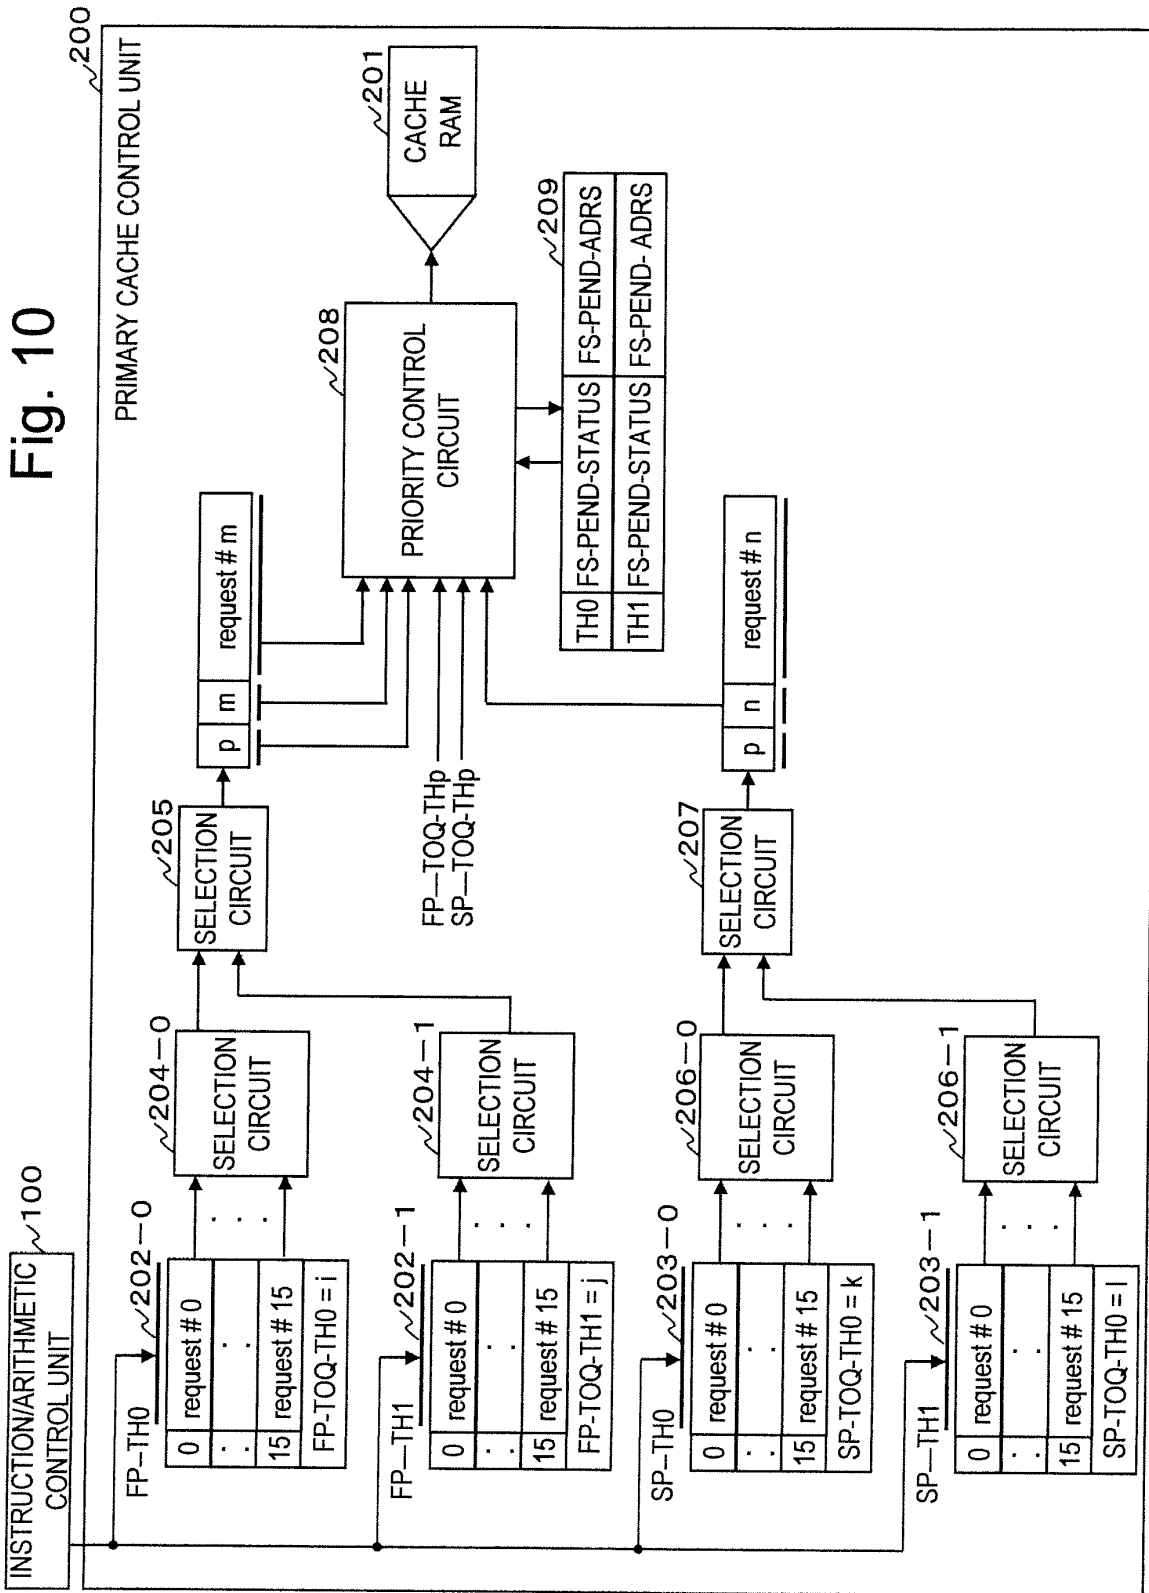 Fig. 10
INSTRUCTION/ARITHMETIC
CONTROL UNIT
100
200
PRIMARY CACHE CONTROL UNIT
FP—TH0
202—0
0 request # 0
: . .
15 request # 15
FP-TOQ-TH0 = i
204—0
SELECTION
CIRCUIT
. . .
205
SELECTION
CIRCUIT
p m request # m
FP—TH1
202—1
0 request # 0
: . .
15 request # 15
FP-TOQ-TH1 = j
204—1
SELECTION
CIRCUIT
. . .
FP—TOQ-THp
SP—TOQ-THp
208
PRIORITY CONTROL
CIRCUIT
201
CACHE
RAM
209
TH0 FS-PEND-STATUS FS-PEND-ADRS
TH1 FS-PEND-STATUS FS-PEND- ADRS
SP—TH0
203—0
0 request # 0
: . .
15 request # 15
SP-TOQ-TH0 = k
206—0
SELECTION
CIRCUIT
. . .
207
SELECTION
CIRCUIT
p n request # n
SP—TH1
203—1
0 request # 0
: . .
15 request # 15
SP-TOQ-TH0 = l
206—1
SELECTION
CIRCUIT
. . .